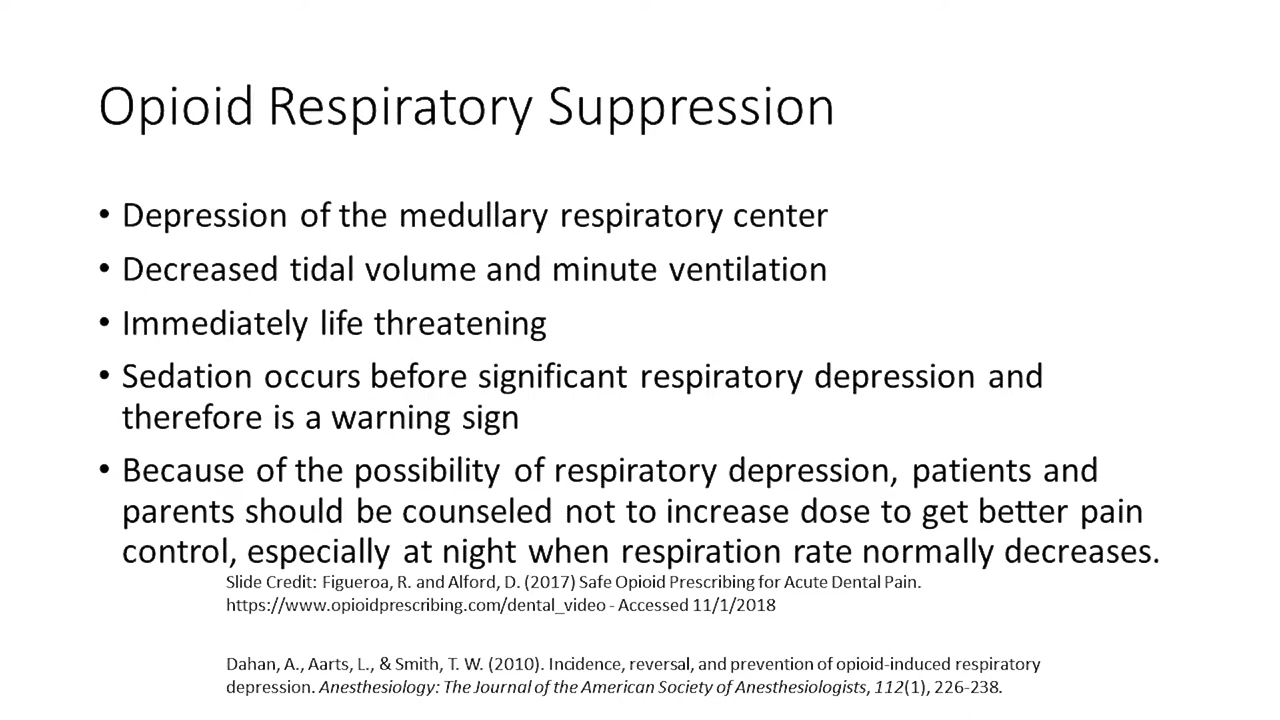 Opioid Respiratory Suppression
• Depression of the medullary respiratory center
• Decreased tidal volume and minute ventilation
• Immediately life threatening
• Sedation occurs before significant respiratory depression and
therefore is a warning sign
• Because of the possibility of respiratory depression, patients and
parents should be counseled not to increase dose to get better pain
control, especially at night when respiration rate normally decreases.
Slide Credit: Figueroa, R. and Alford, D. (2017) Safe Opioid Prescribing for Acute Dental Pain.
https://www.opioidprescribing.com/dental_video - Accessed 11/1/2018
Dahan, A., Aarts, L., & Smith, T. W. (2010). Incidence, reversal, and prevention of opioid-induced respiratory
depression. Anesthesiology: The Journal of the American Society of Anesthesiologists, 112(1), 226-238.